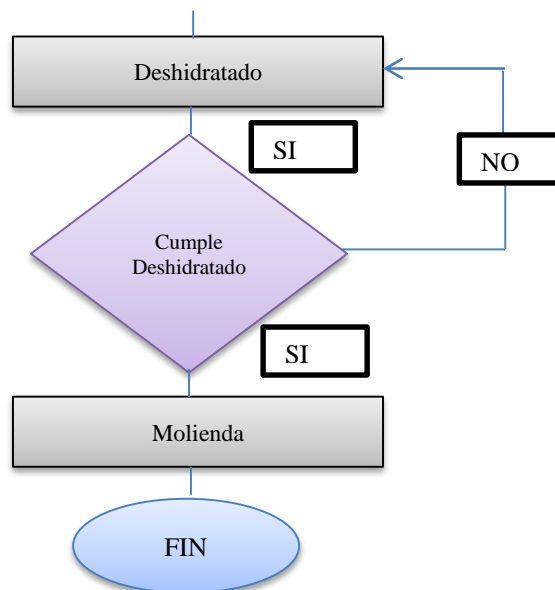 Deshidratado
SI
NO
Cumple
Deshidratado
SI
Molienda
FIN